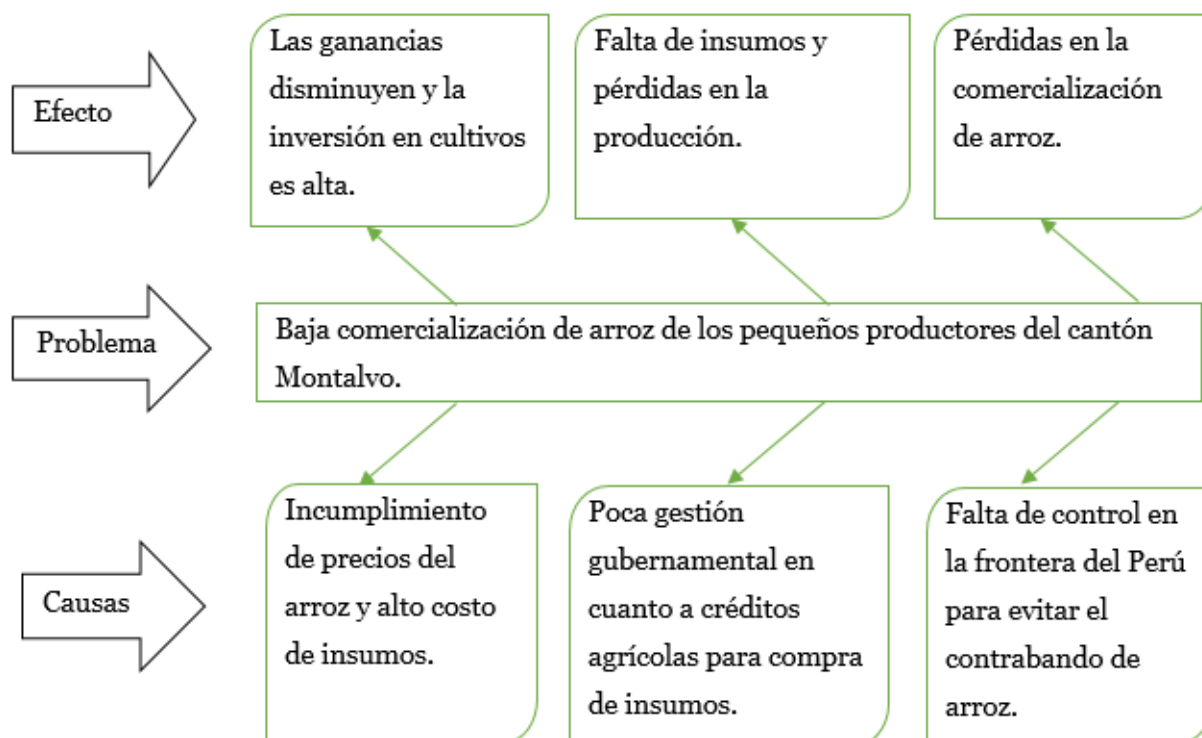 Efecto
Las ganancias
disminuyen y la
inversión en cultivos
es alta.
Falta de insumos y
pérdidas en la
producción.
Pérdidas en la
comercialización
de arroz.
Problema
Baja comercialización de arroz de los pequeños productores del cantón
Montalvo.
Causas
Incumplimiento
de precios del
arroz y alto costo
de insumos.
Poca gestión
gubernamental en
cuanto a créditos
agrícolas para compra
de insumos.
Falta de control en
la frontera del Perú
para evitar el
contrabando de
arroz.